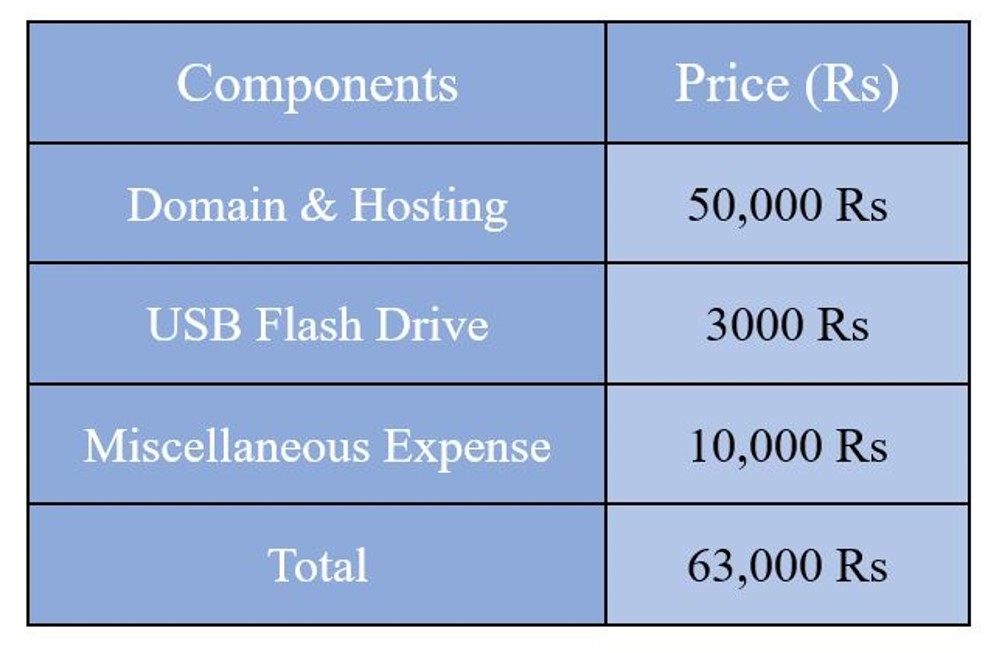 Components Price (Rs)
Domain & Hosting 50,000 Rs
USB Flash Drive 3000 Rs
Miscellaneous Expense 10,000 Rs
Total 63,000 Rs